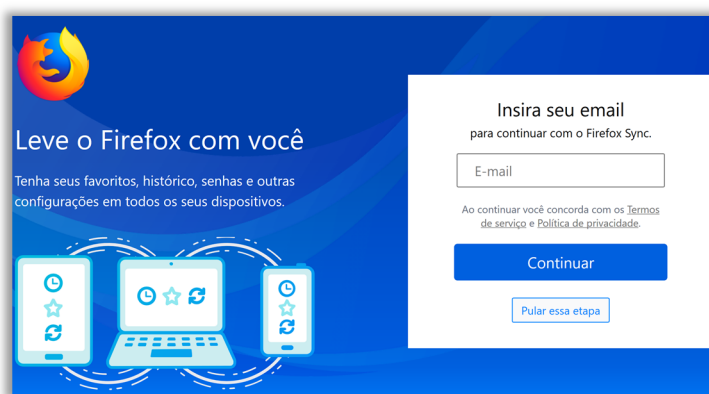 Leve o Firefox com você
Tenha seus favoritos, histórico, senhas e outras
configurações em todos os seus dispositivos.
Insira seu email
para continuar com o Firefox Sync.
E-mail
Ao continuar você concorda com os Termos
de serviço e Política de privacidade.
Continuar
Pular essa etapa